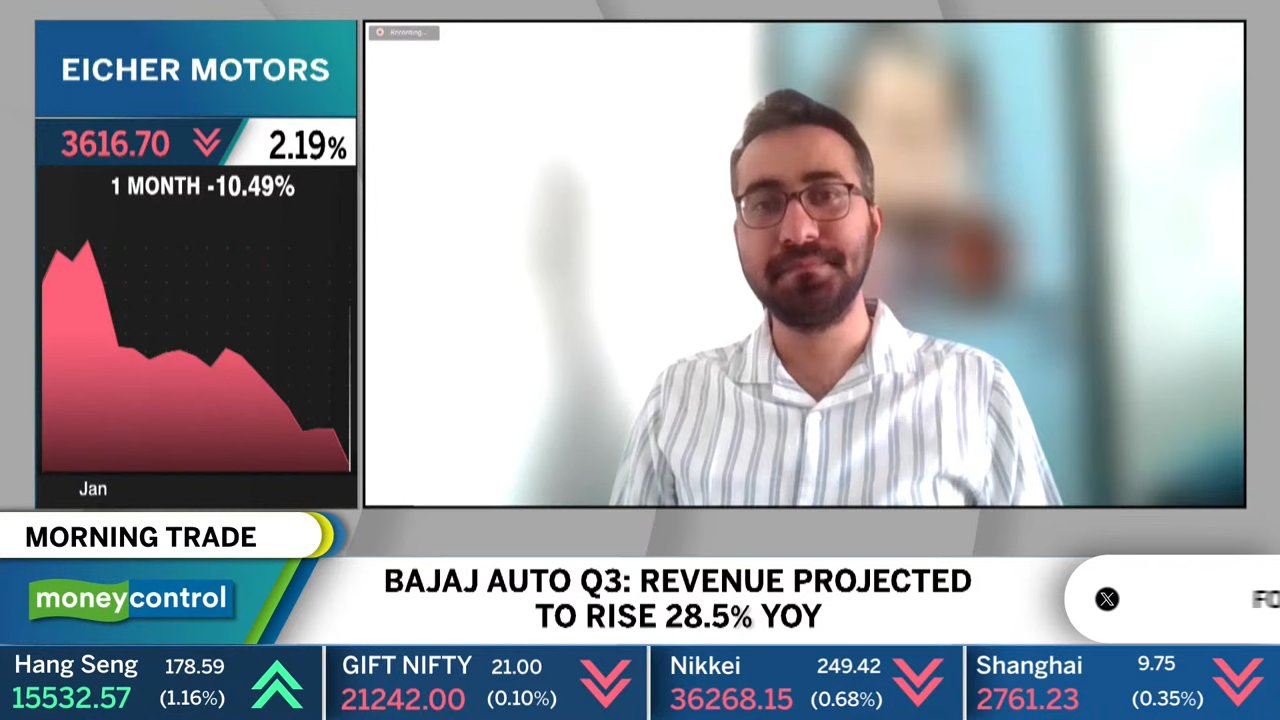 EICHER MOTORS
3616.70 2.19%
1 MONTH -10.49%
Jan
Recording...
MORNING TRADE
moneycontrol
BAJAJ AUTO Q3: REVENUE PROJECTED
TO RISE 28.5% YOY
FO
Hang Seng 178.59
15532.57 (1.16%)
GIFT NIFTY 21.00
21242.00 (0.10%)
Nikkei 249.42
36268.15 (0.68%)
Shanghai 9.75
2761.23 (0.35%)